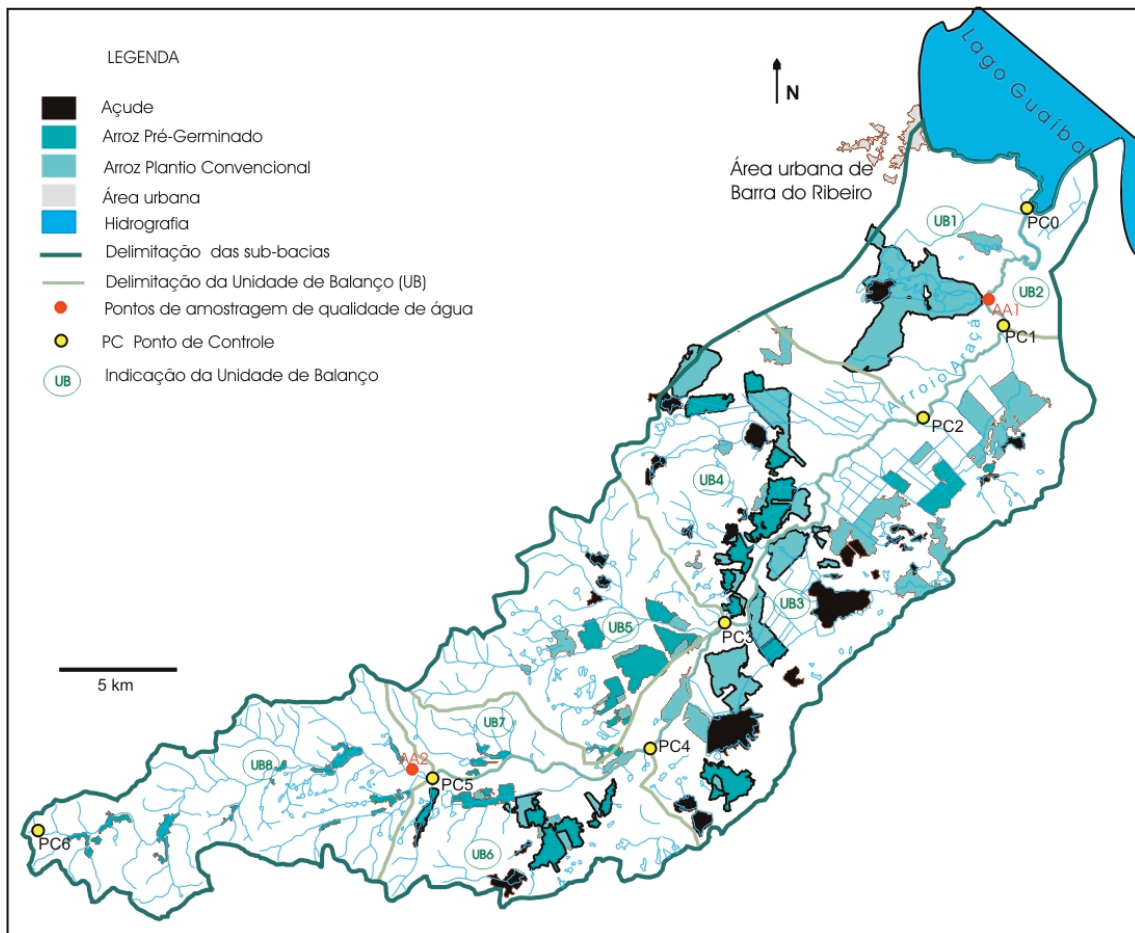 LEGENDA
Açude
Arroz Pré-Germinado
Arroz Plantio Convencional
Área urbana
Hidrografia
Delimitação das sub-bacias
Delimitação da Unidade de Balanço (UB)
Pontos de amostragem de qualidade de água
PC Ponto de Controle
UB Indicação da Unidade de Balanço
N
Lago Guaíbal
Área urbana de
Barra do Ribeiro
PC0
UB1
UB2
AA1
PC1
Arroio Araçá
PC2
UB4
UB3
PC3
UB5
5 km
UB7
PC4
UB8
AA2
PC5
PC6
UB6